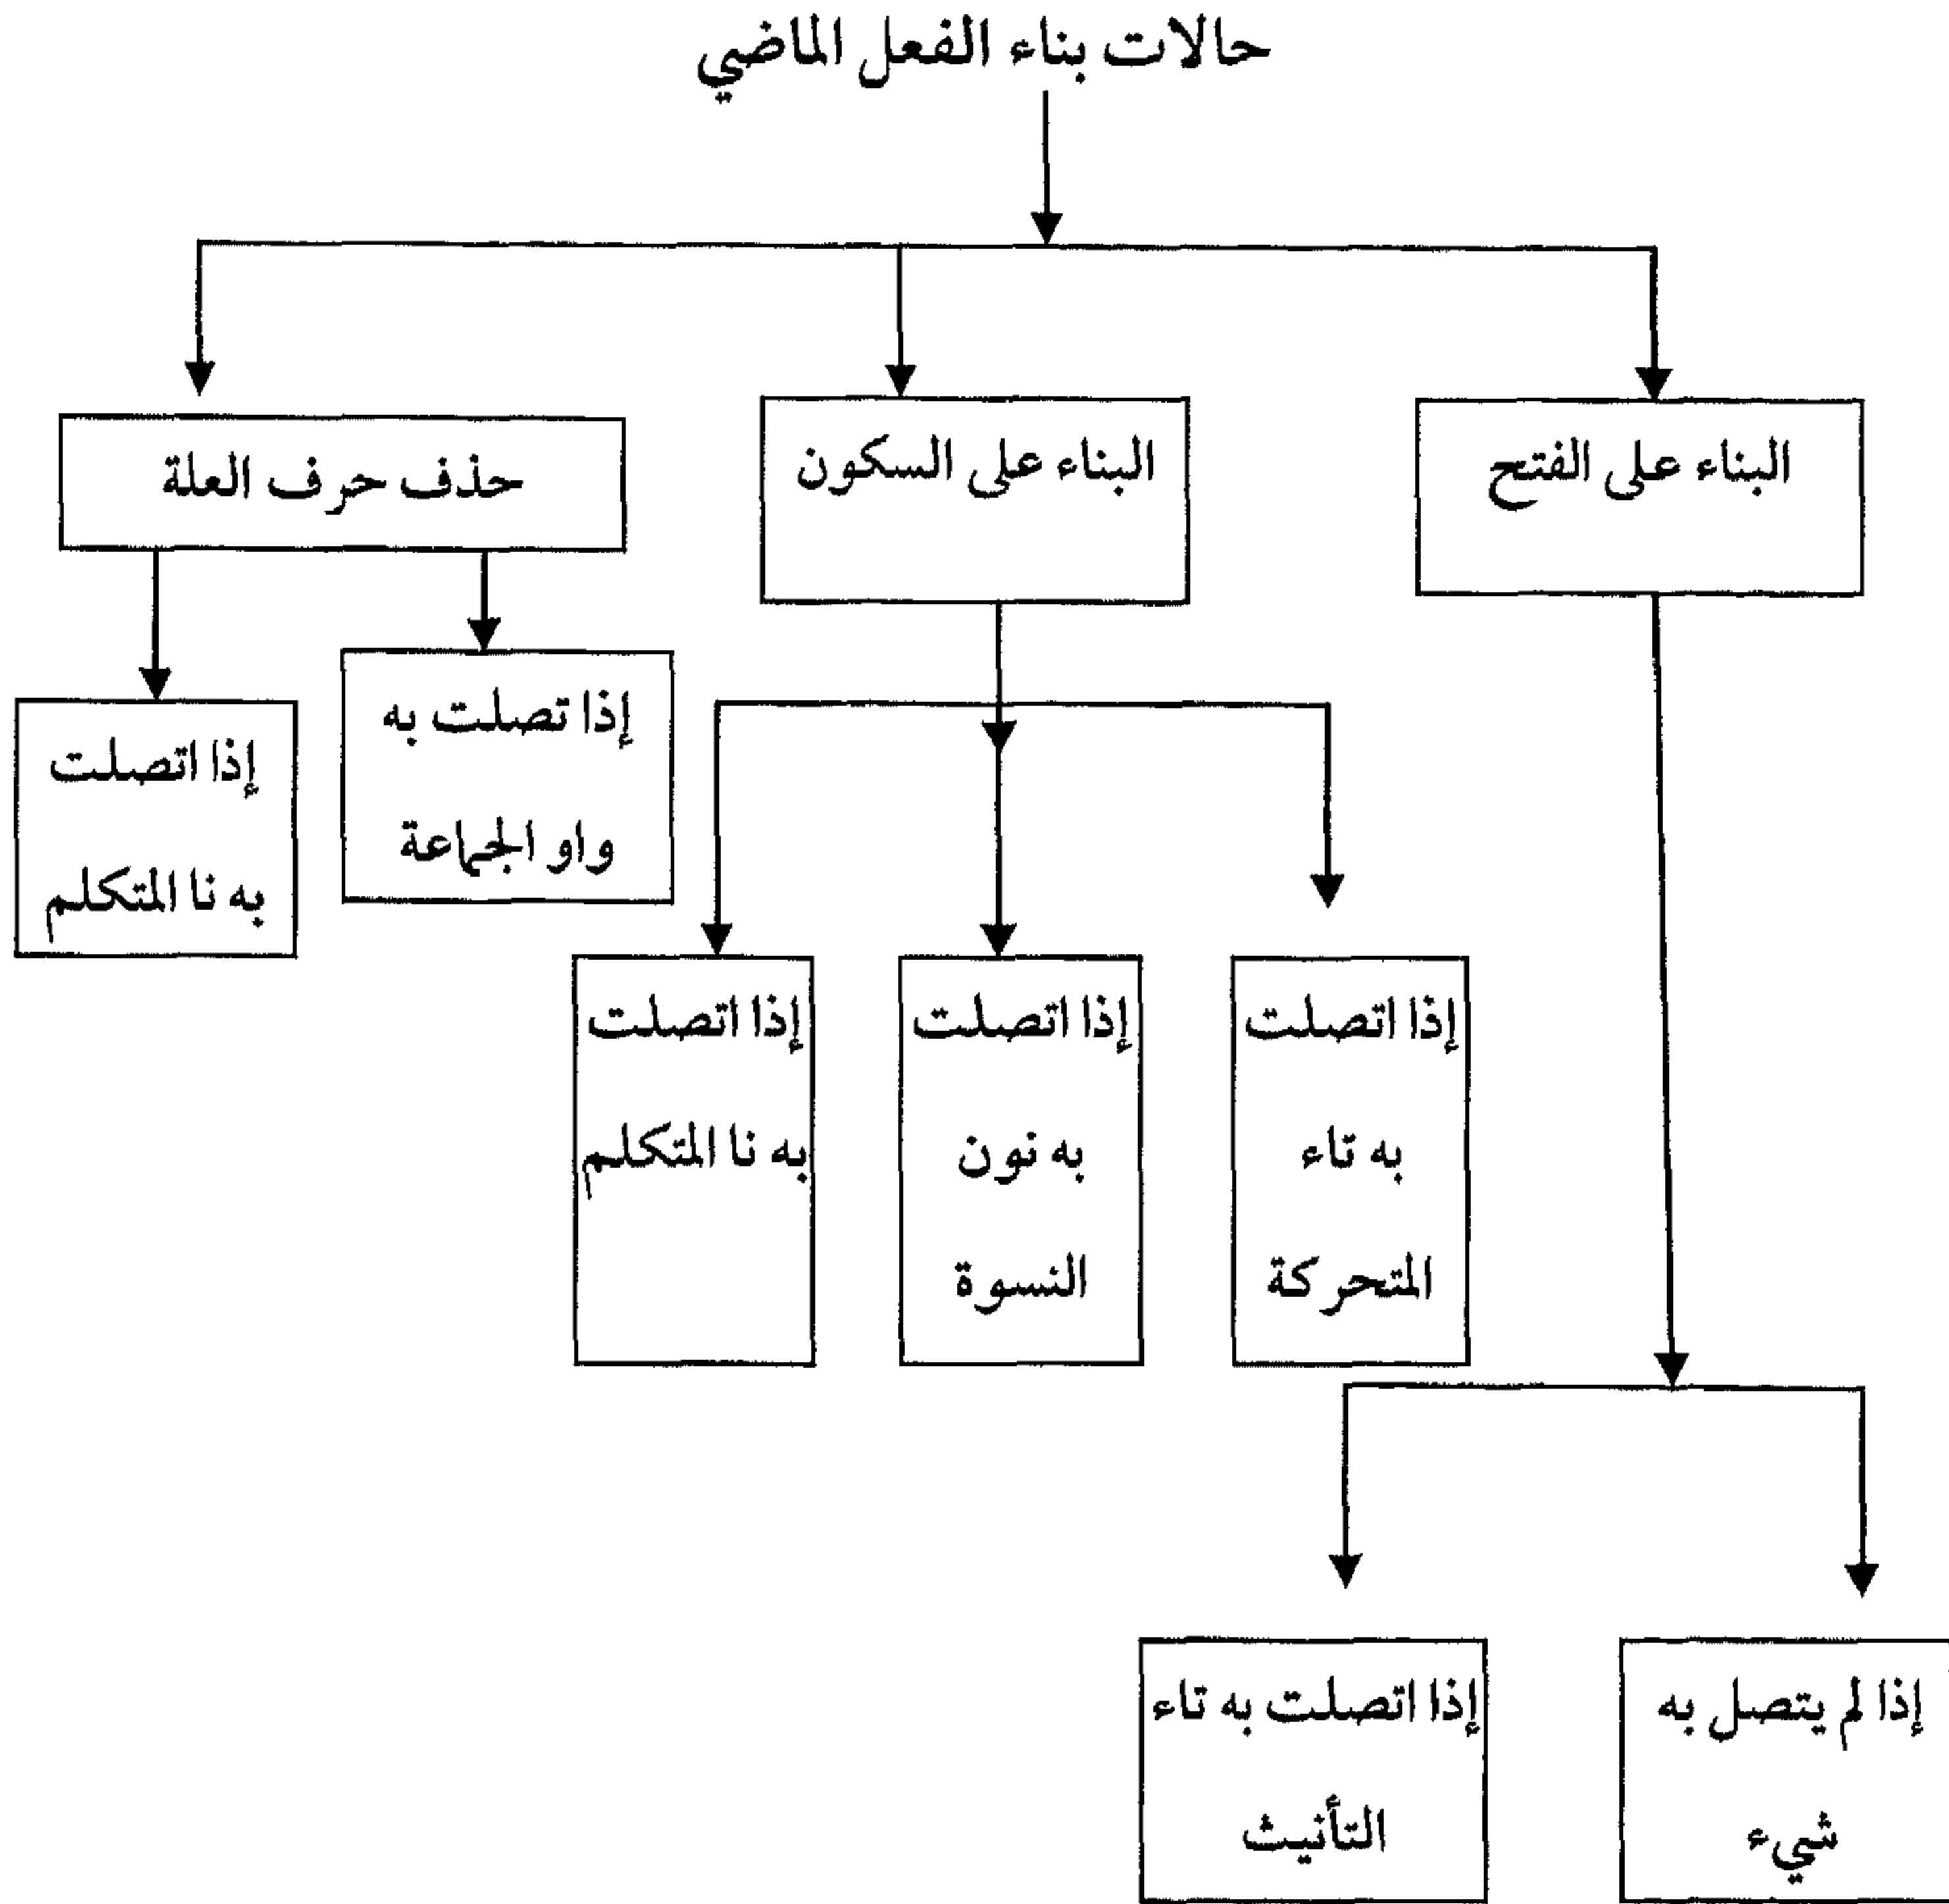 حالات بناء الفعل الماضي
البناء على الفتح
البناء على السكون
حذف حرف العلة
إذا تصلت به
واو الجماعة
إذا اتصلت
به نا المتكلم
إذا اتصلت
به تاء
المتحركة
إذا اتصلت
به نون
النسوة
إذا اتصلت
به نا المتكلم
إذا لم يتصل به
شيء
إذا اتصلت به تاء
التأنيث